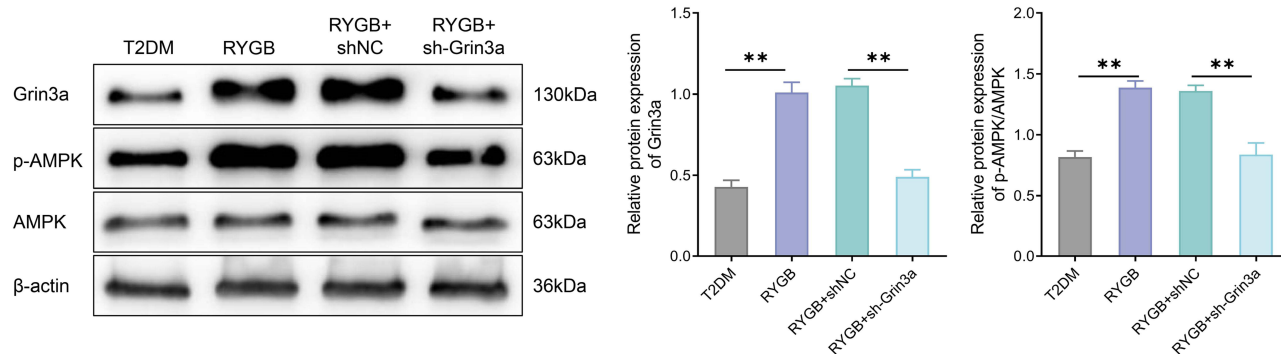 T2DM
RYGB
RYGB+
shNC
RYGB+
sh-Grin3a
Grin3a
130kDa
p-AMPK
63kDa
AMPK
63kDa
β-actin
36kDa
Relative protein expression
of Grin3a
1.5
1.0
0.5
0.0
**
**
T2DM
RYGB
RYGB+shNC
RYGB+sh-Grin3a
Relative protein expression
of p-AMPK/AMPK
2.0
1.5
1.0
0.5
0.0
**
**
T2DM
RYGB
RYGB+shNC
RYGB+sh-Grin3a